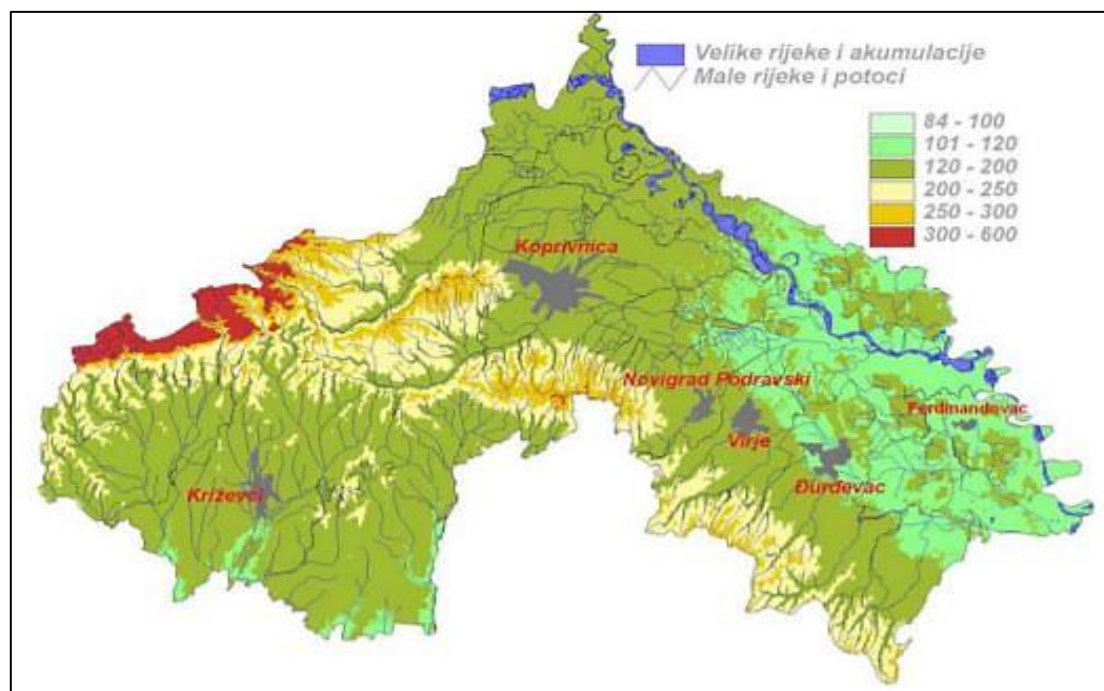 Velike rijeke i akumulacije
Male rijeke i potoci
84 - 100
101 - 120
120 - 200
200 - 250
250 - 300
300 - 600
Koprivnica
Novigrad Podravski
Ferdinandovac
Virje
Đurđevac
Križevci